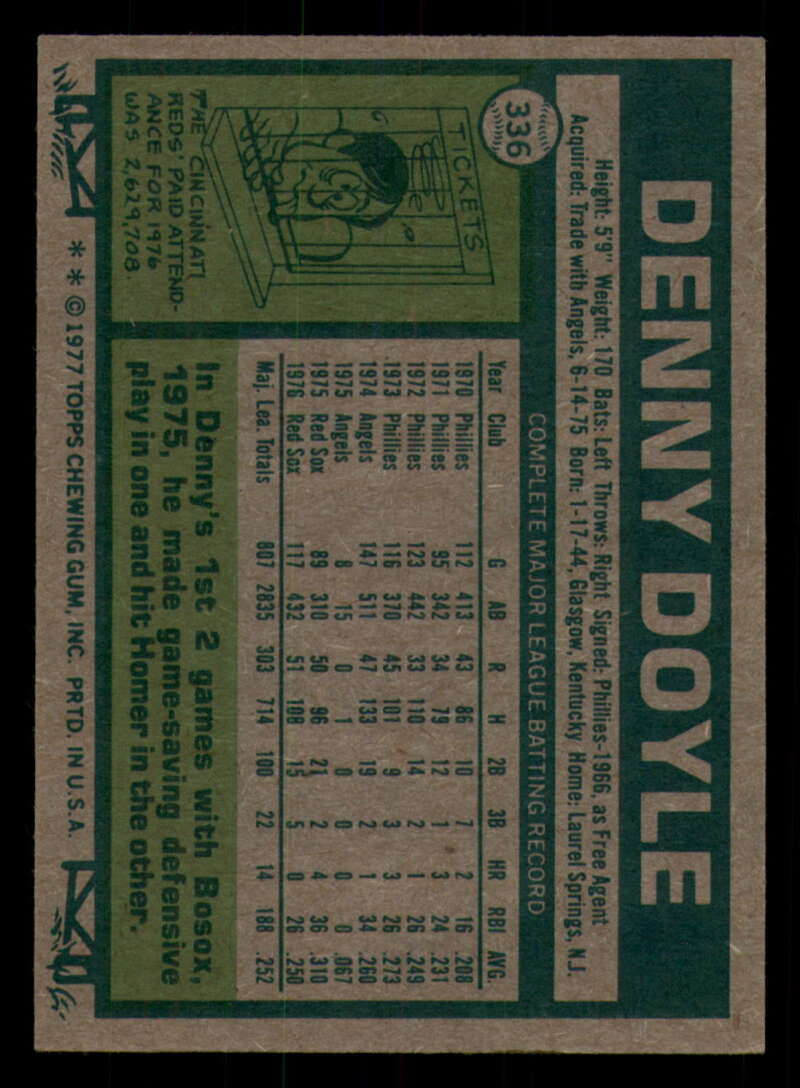 336
DENNY DOYLE
Height: 5'9" Weight: 170 Bats: Left Throws: Right Signed: Phillies-1966, as Free Agent
Acquired: Trade with Angels, 6-14-75 Born: 1-17-44, Glasgow, Kentucky Home: Laurel Springs, N.J.
COMPLETE MAJOR LEAGUE BATTING RECORD
Year Club G AB R H 2B 3B HR RBI AVG.
1970 Phillies 112 413 43 86 10 7 2 16 .208
1971 Phillies 95 342 34 79 12 1 3 24 .231
1972 Phillies 123 442 33 110 14 2 1 26 .249
1973 Phillies 116 370 45 101 9 3 3 26 .273
1974 Angels 147 511 47 133 19 2 1 34 .260
1975 Angels 8 15 0 1 0 0 0 0 .067
1975 Red Sox 89 310 50 96 21 2 4 36 .310
1976 Red Sox 117 432 51 108 15 5 0 26 .250
Maj. Lea. Totals 807 2835 303 714 100 22 14 188 .252
TICKETS
THE CINCINNATI
REDS' PAID ATTEND-
ANCE FOR 1976
WAS 2,629,708.
In Denny's 1st 2 games with Bosox,
1975, he made game-saving defensive
play in one and hit Homer in the other.
* * © 1977 TOPPS CHEWING GUM, INC. PRTD. IN U.S.A.